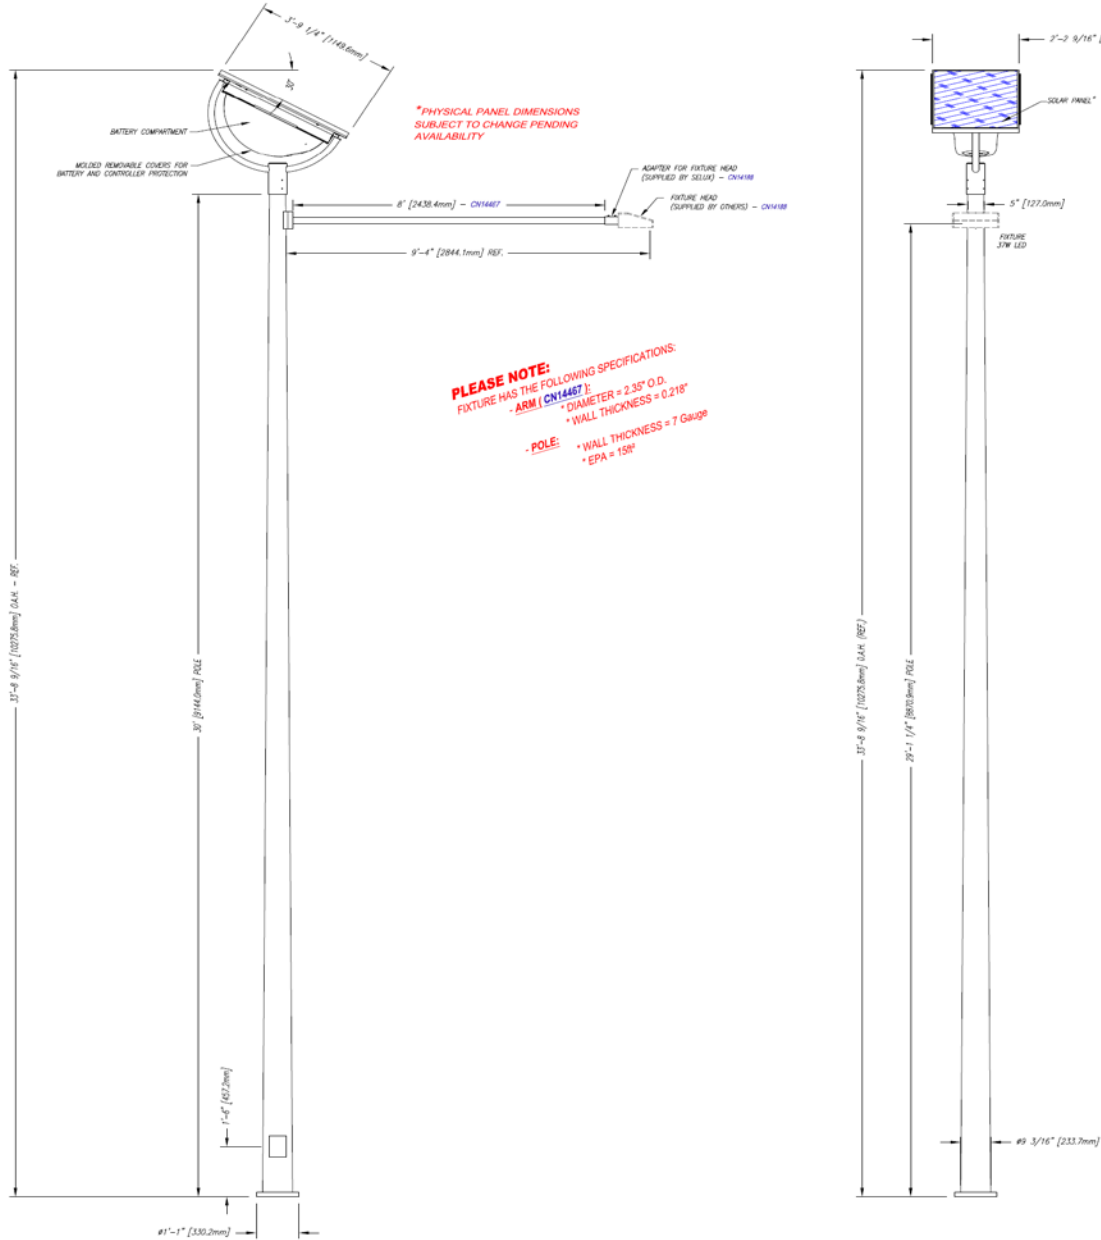 3'-9 1/4" [1149.6mm]
BATTERY COMPARTMENT
MOLDED REMOVABLE COVERS FOR
BATTERY AND CONTROLLER PROTECTION
*PHYSICAL PANEL DIMENSIONS
SUBJECT TO CHANGE PENDING
AVAILABILITY
ADAPTER FOR FIXTURE HEAD
(SUPPLIED BY SELUX) - CN14188
FIXTURE HEAD
(SUPPLIED BY OTHERS) - CN14188
8' [2438.4mm] - CN14467
9'-4" [2844.1mm] REF.
PLEASE NOTE:
FIXTURE HAS THE FOLLOWING SPECIFICATIONS:
- ARM ( CN14467 ):
* DIAMETER = 2.35" O.D.
* WALL THICKNESS = 0.218"
- POLE:
* WALL THICKNESS = 7 Gauge
* EPA = 15ft²
33'-8 9/16" [10275.8mm] O.A.H. - REF.
30' [9144.0mm] POLE
1'-6" [457.2mm]
ø1'-1" [330.2mm]
2'-2 9/16" [
SOLAR PANEL*
5" [127.0mm]
FIXTURE
37W LED
33'-8 9/16" [10275.8mm] O.A.H. (REF.)
29'-1 1/4" [8870.9mm] POLE
ø9 3/16" [233.7mm]